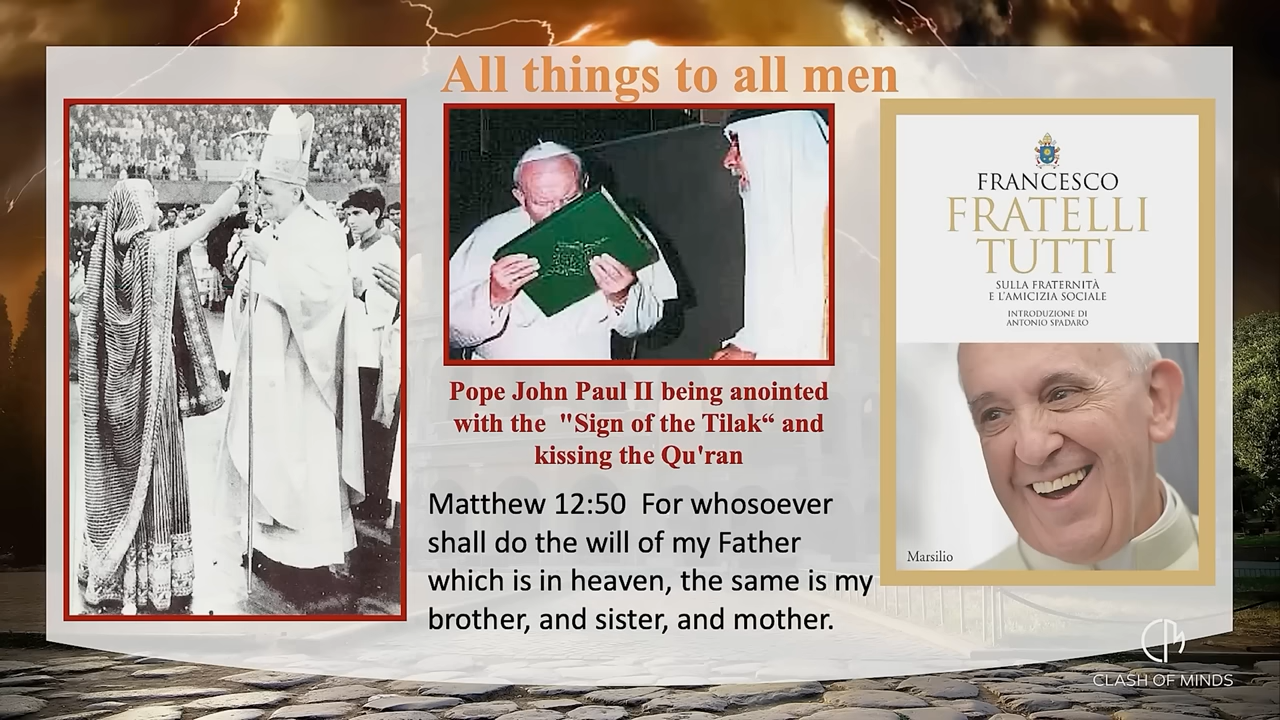 All things to all men
Pope John Paul II being anointed
with the "Sign of the Tilak“ and
kissing the Qu'ran
Matthew 12:50 For whosoever
shall do the will of my Father
which is in heaven, the same is my
brother, and sister, and mother.
FRANCESCO
FRATELLI
TUTTI
SULLA FRATERNITÀ
E L'AMICIZIA SOCIALE
INTRODUZIONE DI
ANTONIO SPADARO
Marsilio
CLASH OF MINDS